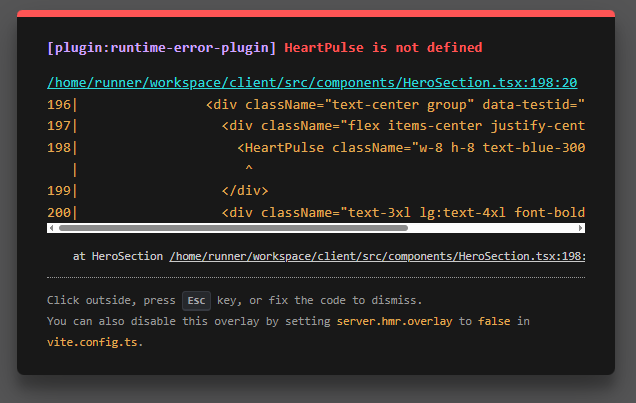 [plugin:runtime-error-plugin] HeartPulse is not defined
/home/runner/workspace/client/src/components/HeroSection.tsx:198:20
196|                <div className="text-center group" data-testid="
197|                  <div className="flex items-center justify-cent
198|                    <HeartPulse className="w-8 h-8 text-blue-300
   |                     ^
199|                  </div>
200|                  <div className="text-3xl lg:text-4xl font-bold
at HeroSection /home/runner/workspace/client/src/components/HeroSection.tsx:198:
Click outside, press Esc key, or fix the code to dismiss.
You can also disable this overlay by setting server.hmr.overlay to false in
vite.config.ts.